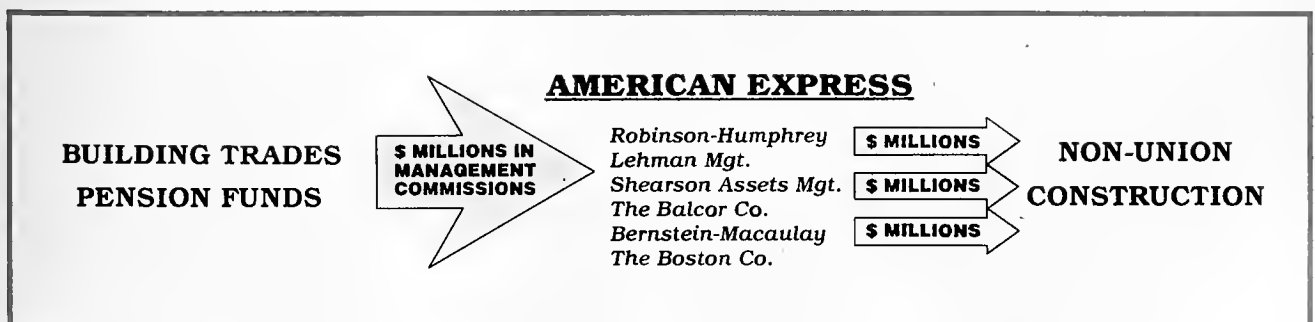 AMERICAN EXPRESS
BUILDING TRADES
PENSION FUNDS
$ MILLIONS IN
MANAGEMENT
COMMISSIONS
Robinson-Humphrey
Lehman Mgt.
Shearson Assets Mgt.
The Balcor Co.
Bernstein-Macaulay
The Boston Co.
$ MILLIONS
$ MILLIONS
$ MILLIONS
NON-UNION
CONSTRUCTION